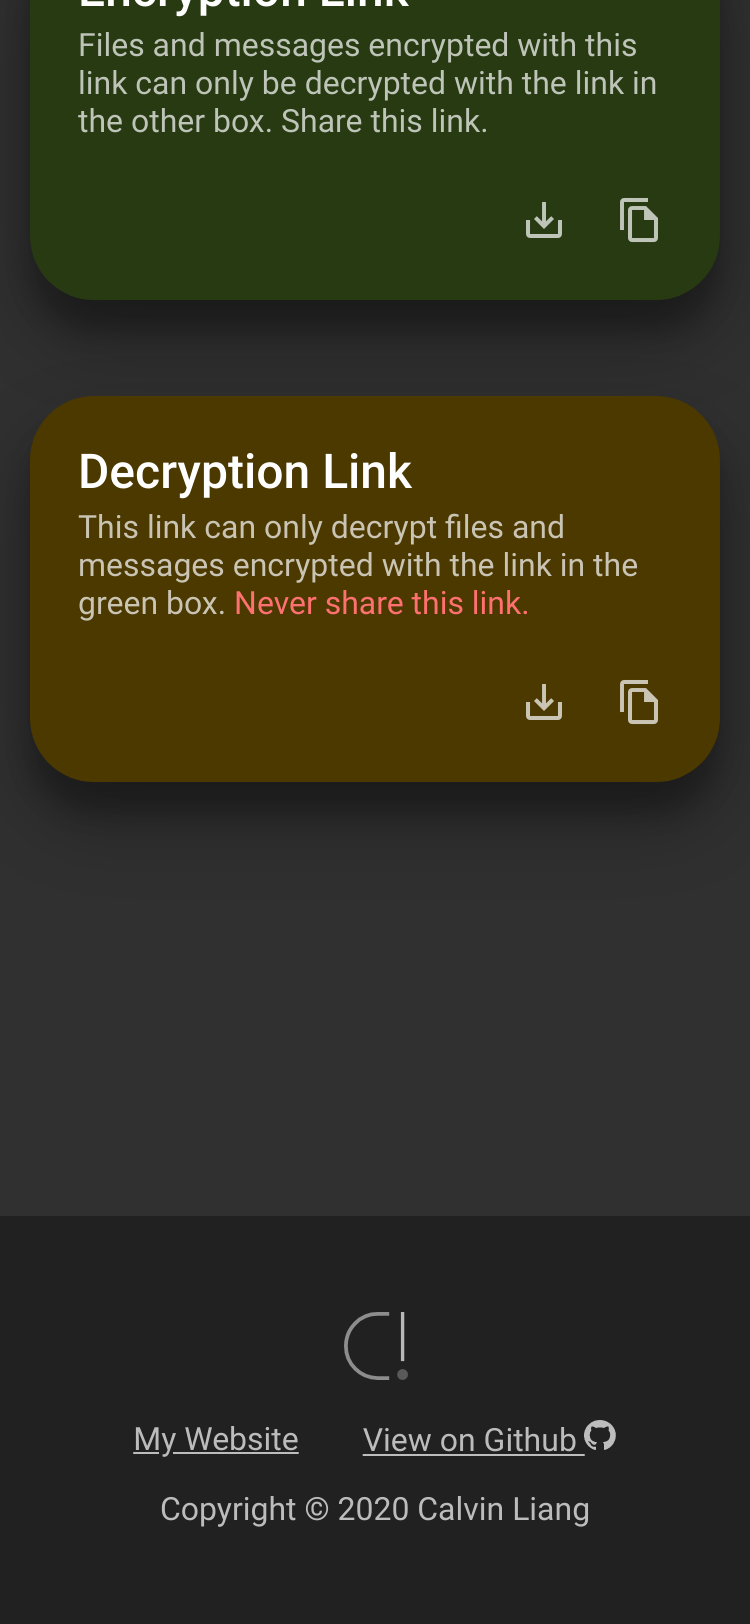 Encryption Link
Files and messages encrypted with this
link can only be decrypted with the link in
the other box. Share this link.
Decryption Link
This link can only decrypt files and
messages encrypted with the link in the
green box. Never share this link.
My Website View on Github
Copyright © 2020 Calvin Liang